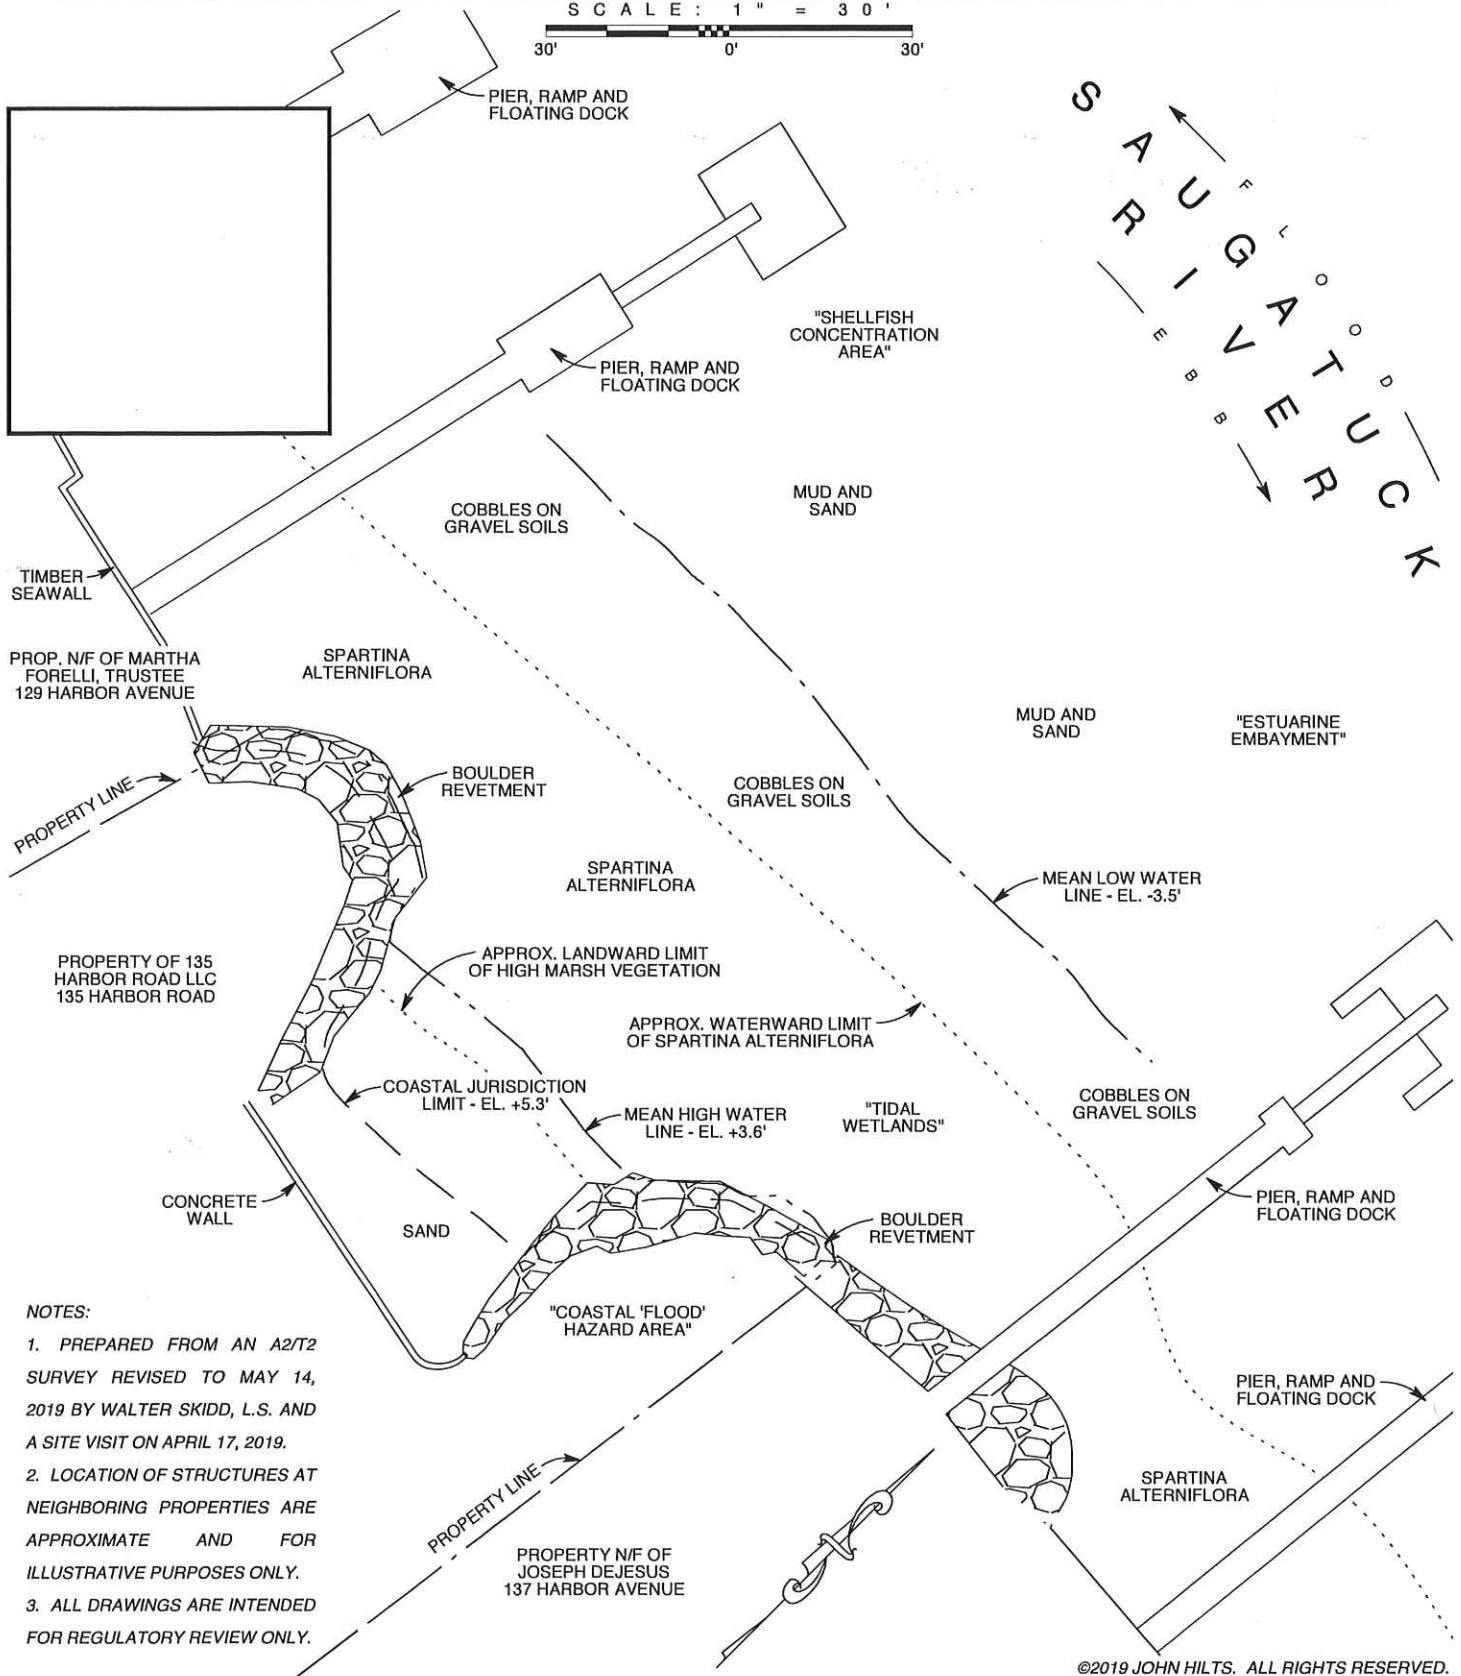 SCALE: 1" = 30'
30' 0' 30'
PIER, RAMP AND
FLOATING DOCK
SAUGATUCK
RIVER
FLOOD
EBB
"SHELLFISH
CONCENTRATION
AREA"
PIER, RAMP AND
FLOATING DOCK
MUD AND
SAND
COBBLES ON
GRAVEL SOILS
TIMBER
SEAWALL
PROP. N/F OF MARTHA
FORELLI, TRUSTEE
129 HARBOR AVENUE
SPARTINA
ALTERNIFLORA
MUD AND
SAND
"ESTUARINE
EMBAYMENT"
BOULDER
REVETMENT
PROPERTY LINE
COBBLES ON
GRAVEL SOILS
SPARTINA
ALTERNIFLORA
MEAN LOW WATER
LINE - EL. -3.5'
PROPERTY OF 135
HARBOR ROAD LLC
135 HARBOR ROAD
APPROX. LANDWARD LIMIT
OF HIGH MARSH VEGETATION
APPROX. WATERWARD LIMIT
OF SPARTINA ALTERNIFLORA
COASTAL JURISDICTION
LIMIT - EL. +5.3'
MEAN HIGH WATER
LINE - EL. +3.6'
"TIDAL
WETLANDS"
COBBLES ON
GRAVEL SOILS
CONCRETE
WALL
SAND
BOULDER
REVETMENT
PIER, RAMP AND
FLOATING DOCK
"COASTAL 'FLOOD'
HAZARD AREA"
PIER, RAMP AND
FLOATING DOCK
PROPERTY LINE
SPARTINA
ALTERNIFLORA
PROPERTY N/F OF
JOSEPH DEJESUS
137 HARBOR AVENUE
NOTES:
1. PREPARED FROM AN A2/T2
SURVEY REVISED TO MAY 14,
2019 BY WALTER SKIDD, L.S. AND
A SITE VISIT ON APRIL 17, 2019.
2. LOCATION OF STRUCTURES AT
NEIGHBORING PROPERTIES ARE
APPROXIMATE AND FOR
ILLUSTRATIVE PURPOSES ONLY.
3. ALL DRAWINGS ARE INTENDED
FOR REGULATORY REVIEW ONLY.
©2019 JOHN HILTS. ALL RIGHTS RESERVED.